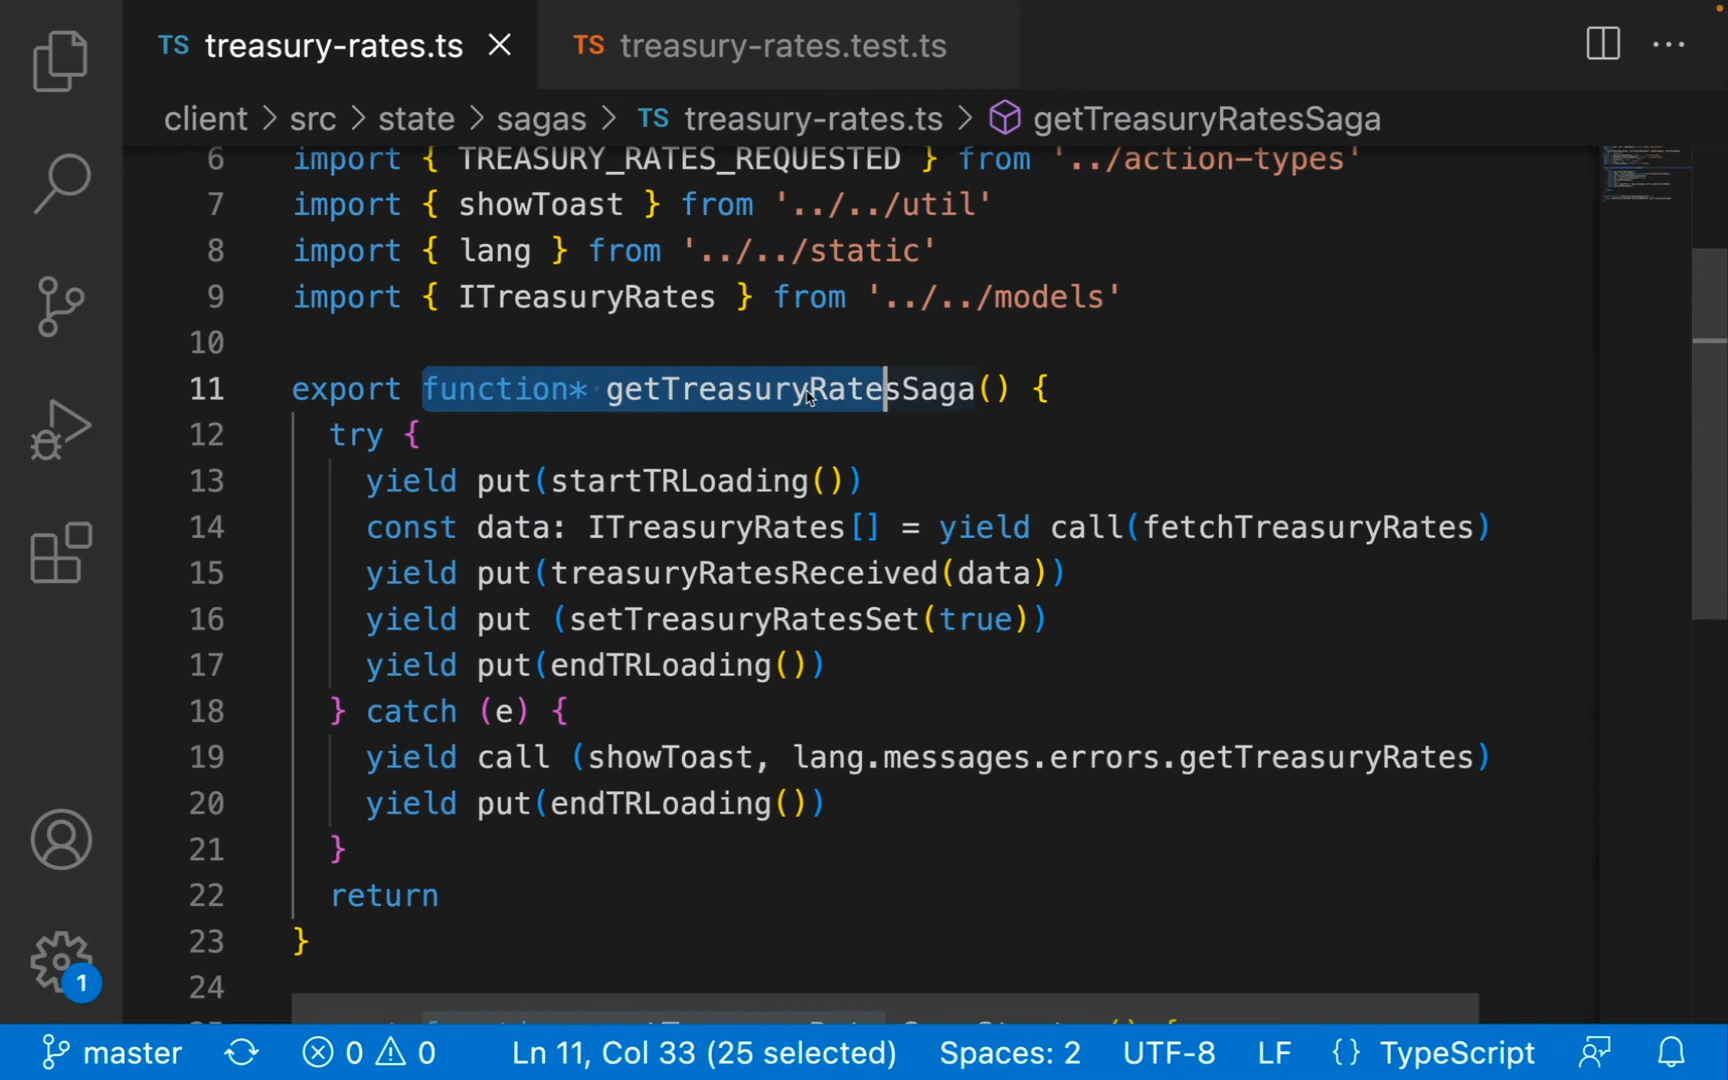 TS treasury-rates.ts TS treasury-rates.test.ts
client > src > state > sagas > TS treasury-rates.ts > getTreasuryRatesSaga
6 import { TREASURY_RATES_REQUESTED } from '../action-types'
7 import { showToast } from '../../util'
8 import { lang } from '../../static'
9 import { ITreasuryRates } from '../../models'
10
11 export function* getTreasuryRatesSaga() {
12 try {
13 yield put(startTRLoading())
14 const data: ITreasuryRates[] = yield call(fetchTreasuryRates)
15 yield put(treasuryRatesReceived(data))
16 yield put (setTreasuryRatesSet(true))
17 yield put(endTRLoading())
18 } catch (e) {
19 yield call (showToast, lang.messages.errors.getTreasuryRates)
20 yield put(endTRLoading())
21 }
22 return
23 }
24
1
master 0 0 Ln 11, Col 33 (25 selected) Spaces: 2 UTF-8 LF {} TypeScript